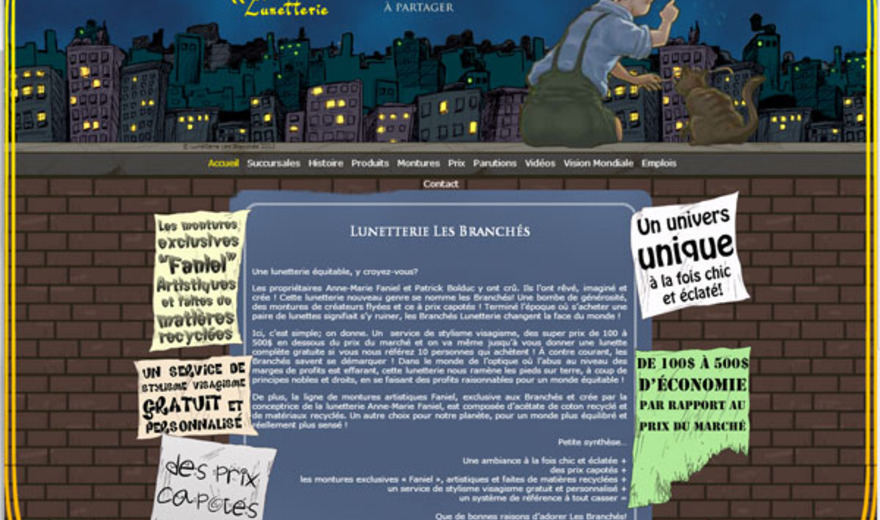 Lunetterie
À PARTAGER
© Lunetterie Les Branchés 2012
Accueil Succursales Histoire Produits Montures Prix Parutions Vidéos Vision Mondiale Emplois
Contact
Les montures
exclusives
"Faniel"
Artistiques
et faites de
matières
recyclées
UN SERVICE DE
STYLISME VISAGISME
GRATUIT ET
PERSONNALISÉ
des prix
capotés
LUNETTERIE LES BRANCHÉS
Une lunetterie équitable, y croyez-vous?
Les propriétaires Anne-Marie Faniel et Patrick Bolduc y ont crû. Ils l'ont rêvé, imaginé et
crée ! Cette lunetterie nouveau genre se nomme les Branchés! Une bombe de générosité,
des montures de créateurs flyées et ce à prix capotés ! Terminé l'époque où s'acheter une
paire de lunettes signifiait s'y ruiner, les Branchés Lunetterie changent la face du monde !
Ici, c'est simple; on donne. Un service de stylisme visagisme, des super prix de 100 à
500$ en dessous du prix du marché et on va même jusqu'à vous donner une lunette
complète gratuite si vous nous référez 10 personnes qui achètent ! À contre courant, les
Branchés savent se démarquer ! Dans le monde de l'optique où l'abus au niveau des
marges de profits est effarant, cette lunetterie nous ramène les pieds sur terre, à coup de
principes nobles et droits, en se faisant des profits raisonnables pour un monde équitable !
De plus, la ligne de montures artistiques Faniel, exclusive aux Branchés et crée par la
conceptrice de la lunetterie Anne-Marie Faniel, est composée d'acétate de coton recyclé et
de matériaux recyclés. Un autre choix pour notre planète, pour un monde plus équilibré et
réellement plus sensé !
Petite synthèse...
Une ambiance à la fois chic et éclatée +
des prix capotés +
les montures exclusives « Faniel », artistiques et faites de matières recyclées +
un service de stylisme visagisme gratuit et personnalisé +
un système de référence à tout casser =
Que de bonnes raisons d'adorer Les Branchés!
Un univers
unique
à la fois chic
et éclaté!
DE 100$ À 500$
D'ÉCONOMIE
PAR RAPPORT AU
PRIX DU MARCHÉ